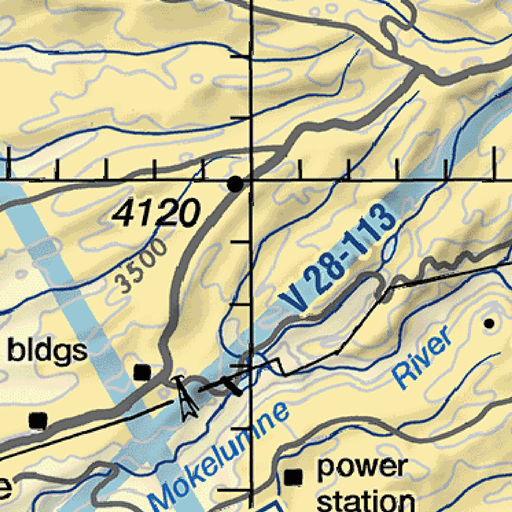 4120
3500
V 28-113
bldgs
River
Mokelumne
power
station
e